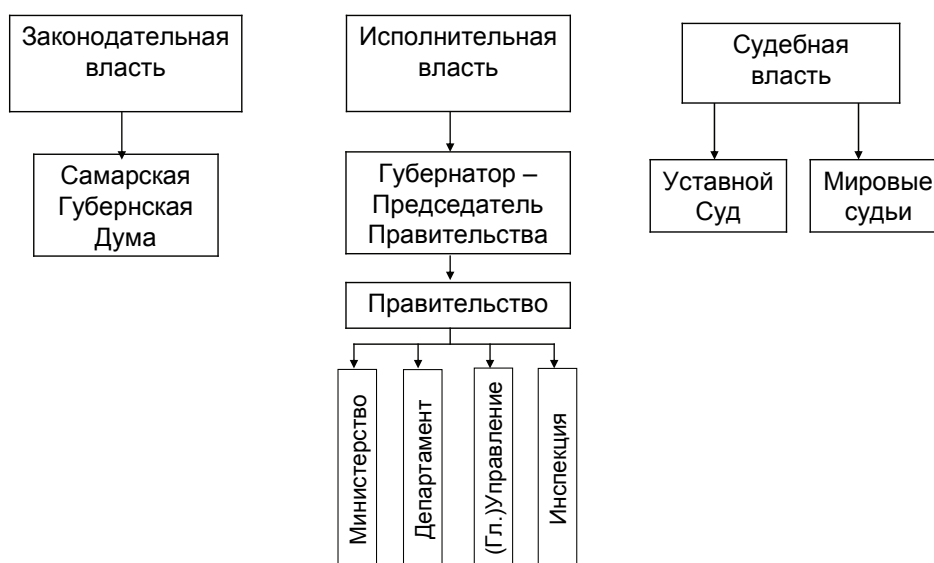 Законодательная
власть
Самарская
Губернская
Дума
Исполнительная
власть
Губернатор –
Председатель
Правительства
Правительство
Министерство
Департамент
(Гл.)Управление
Инспекция
Судебная
власть
Уставной
Суд
Мировые
судьи